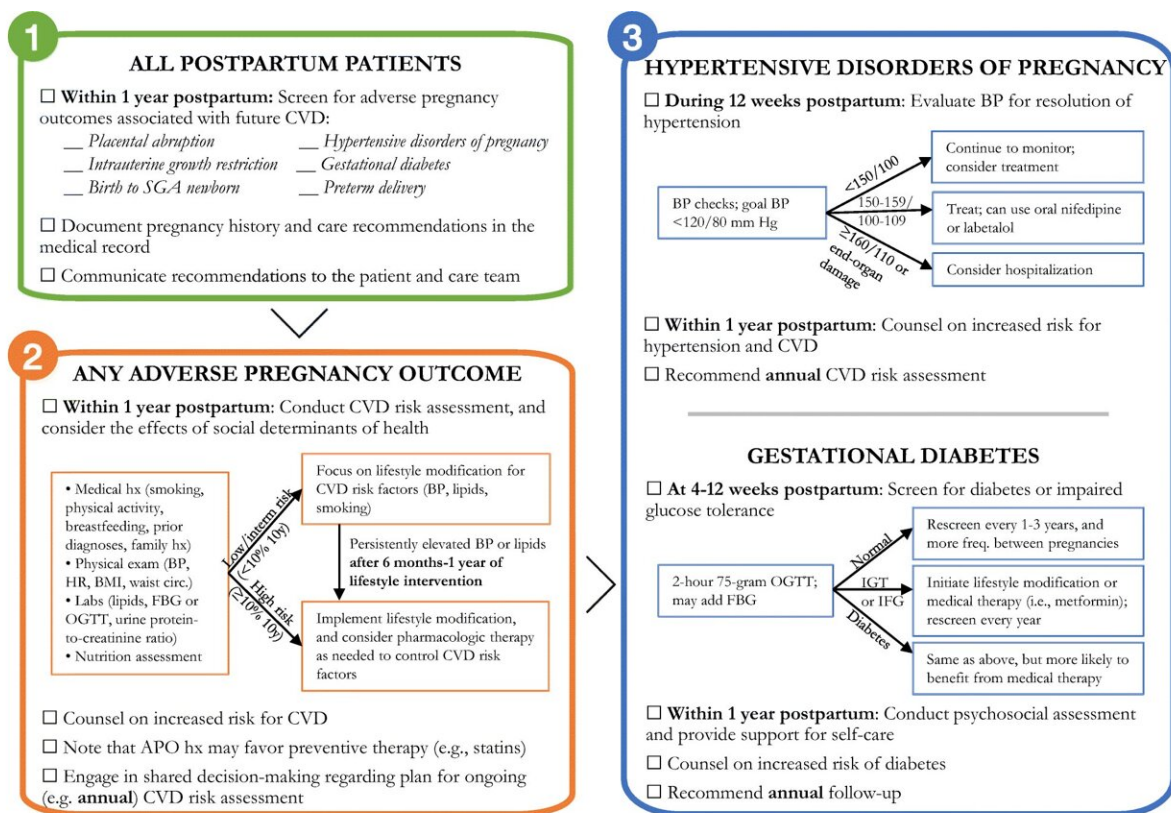 1
ALL POSTPARTUM PATIENTS
☐ Within 1 year postpartum: Screen for adverse pregnancy
outcomes associated with future CVD:
__ Placental abruption
__ Hypertensive disorders of pregnancy
__ Intrauterine growth restriction
__ Gestational diabetes
__ Birth to SGA newborn
__ Preterm delivery
☐ Document pregnancy history and care recommendations in the
medical record
☐ Communicate recommendations to the patient and care team
2
ANY ADVERSE PREGNANCY OUTCOME
☐ Within 1 year postpartum: Conduct CVD risk assessment, and
consider the effects of social determinants of health
• Medical hx (smoking,
physical activity,
breastfeeding, prior
diagnoses, family hx)
• Physical exam (BP,
HR, BMI, waist circ.)
• Labs (lipids, FBG or
OGTT, urine protein-
to-creatinine ratio)
• Nutrition assessment
Low/interm risk
(<10% 10y)
High risk
(≥10% 10y)
Focus on lifestyle modification for
CVD risk factors (BP, lipids,
smoking)
Persistently elevated BP or lipids
after 6 months-1 year of
lifestyle intervention
Implement lifestyle modification,
and consider pharmacologic therapy
as needed to control CVD risk
factors
☐ Counsel on increased risk for CVD
☐ Note that APO hx may favor preventive therapy (e.g., statins)
☐ Engage in shared decision-making regarding plan for ongoing
(e.g. annual) CVD risk assessment
3
HYPERTENSIVE DISORDERS OF PREGNANCY
☐ During 12 weeks postpartum: Evaluate BP for resolution of
hypertension
BP checks; goal BP
<120/80 mm Hg
<150/100
150-159/
100-109
≥160/110 or
end-organ
damage
Continue to monitor;
consider treatment
Treat; can use oral nifedipine
or labetalol
Consider hospitalization
☐ Within 1 year postpartum: Counsel on increased risk for
hypertension and CVD
☐ Recommend annual CVD risk assessment
GESTATIONAL DIABETES
☐ At 4-12 weeks postpartum: Screen for diabetes or impaired
glucose tolerance
2-hour 75-gram OGTT;
may add FBG
Normal
IGT
or IFG
Diabetes
Rescreen every 1-3 years, and
more freq. between pregnancies
Initiate lifestyle modification or
medical therapy (i.e., metformin);
rescreen every year
Same as above, but more likely to
benefit from medical therapy
☐ Within 1 year postpartum: Conduct psychosocial assessment
and provide support for self-care
☐ Counsel on increased risk of diabetes
☐ Recommend annual follow-up